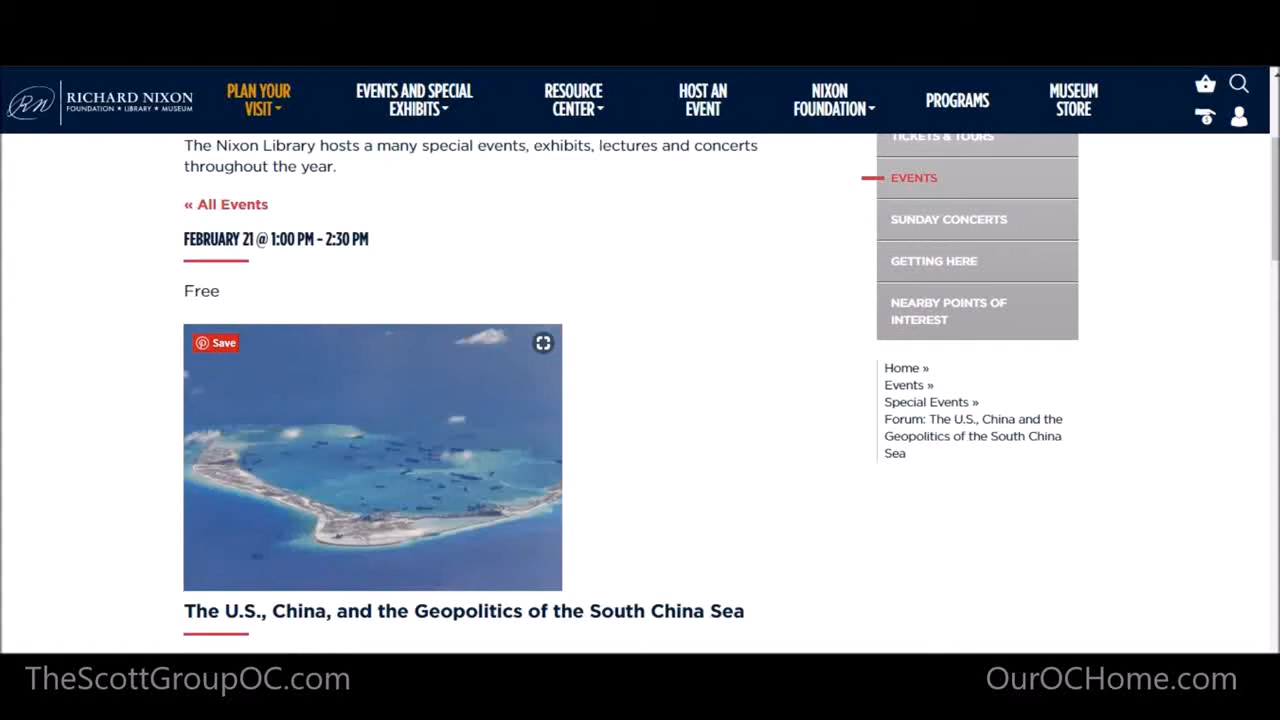 RN
RICHARD NIXON
FOUNDATION ★ LIBRARY ★ MUSEUM
PLAN YOUR
VISIT
EVENTS AND SPECIAL
EXHIBITS
RESOURCE
CENTER
HOST AN
EVENT
NIXON
FOUNDATION
PROGRAMS
MUSEUM
STORE
The Nixon Library hosts a many special events, exhibits, lectures and concerts
throughout the year.
« All Events
FEBRUARY 21 @ 1:00 PM - 2:30 PM
Free
Save
The U.S., China, and the Geopolitics of the South China Sea
TICKETS & TOURS
EVENTS
SUNDAY CONCERTS
GETTING HERE
NEARBY POINTS OF
INTEREST
Home »
Events »
Special Events »
Forum: The U.S., China and the
Geopolitics of the South China
Sea
TheScottGroupOC.com
OurOCHome.com